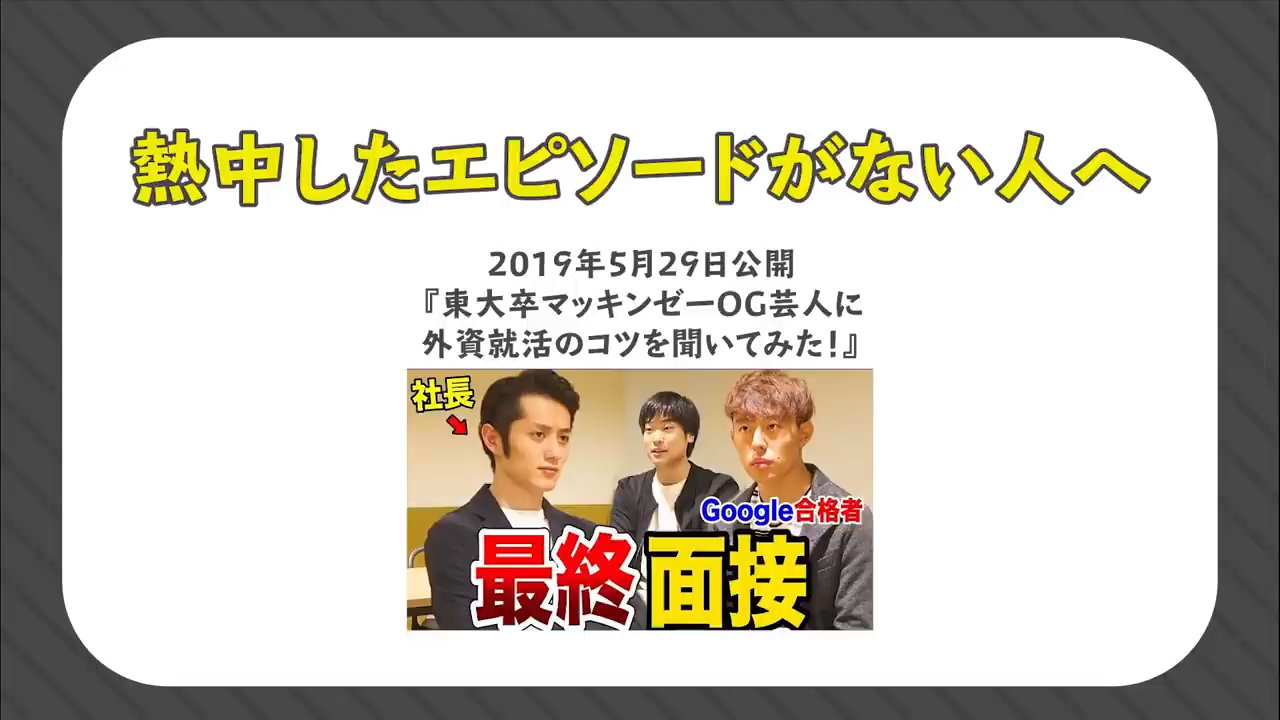 熱中したエピソードがない人へ
2019年5月29日公開
『東大卒マッキンゼーOG芸人に
外資就活のコツを聞いてみた!』
社長
Google合格者
最終面接